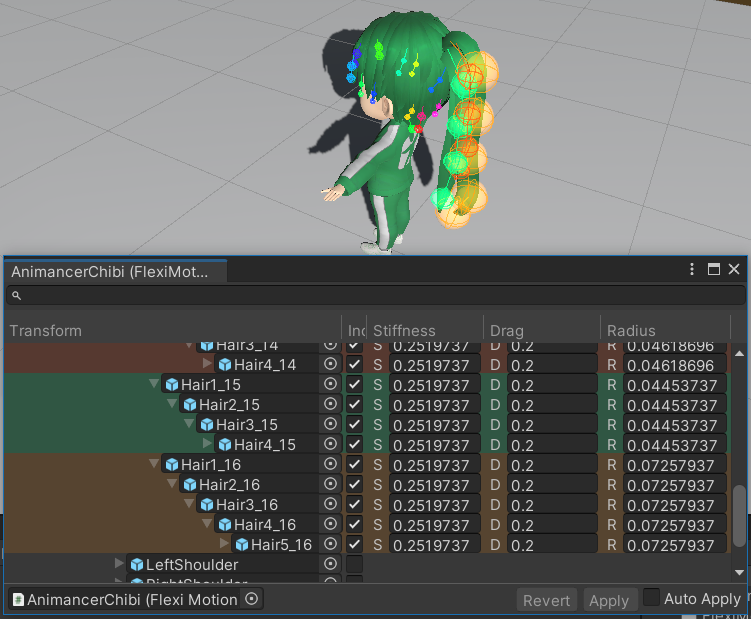 AnimancerChibi (FlexiMot...
Transform Inc Stiffness Drag Radius
Hair3_14 S 0.2519737 D 0.2 R 0.04618696
Hair4_14 S 0.2519737 D 0.2 R 0.04618696
Hair1_15 S 0.2519737 D 0.2 R 0.04453737
Hair2_15 S 0.2519737 D 0.2 R 0.04453737
Hair3_15 S 0.2519737 D 0.2 R 0.04453737
Hair4_15 S 0.2519737 D 0.2 R 0.04453737
Hair1_16 S 0.2519737 D 0.2 R 0.07257937
Hair2_16 S 0.2519737 D 0.2 R 0.07257937
Hair3_16 S 0.2519737 D 0.2 R 0.07257937
Hair4_16 S 0.2519737 D 0.2 R 0.07257937
Hair5_16 S 0.2519737 D 0.2 R 0.07257937
LeftShoulder
RightShoulder
AnimancerChibi (Flexi Motion Revert Apply Auto Apply